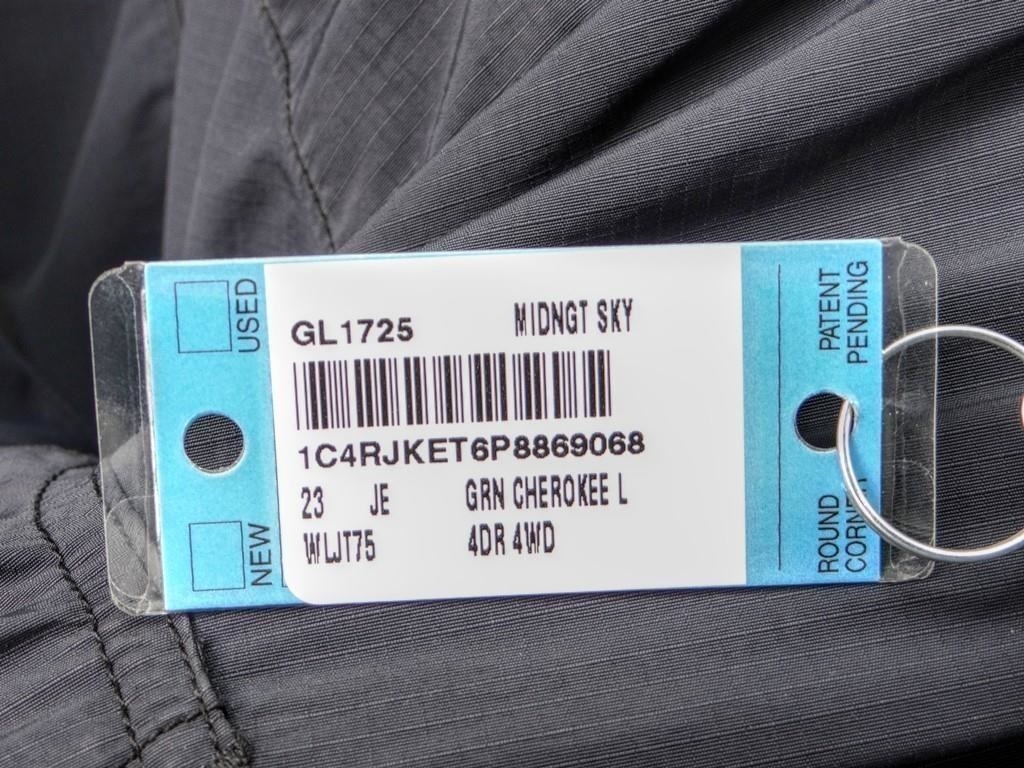 USED
NEW
GL1725 MIDNGT SKY
1C4RJKET6P8869068
23 JE GRN CHEROKEE L
WLJT75 4DR 4WD
PATENT
PENDING
ROUND